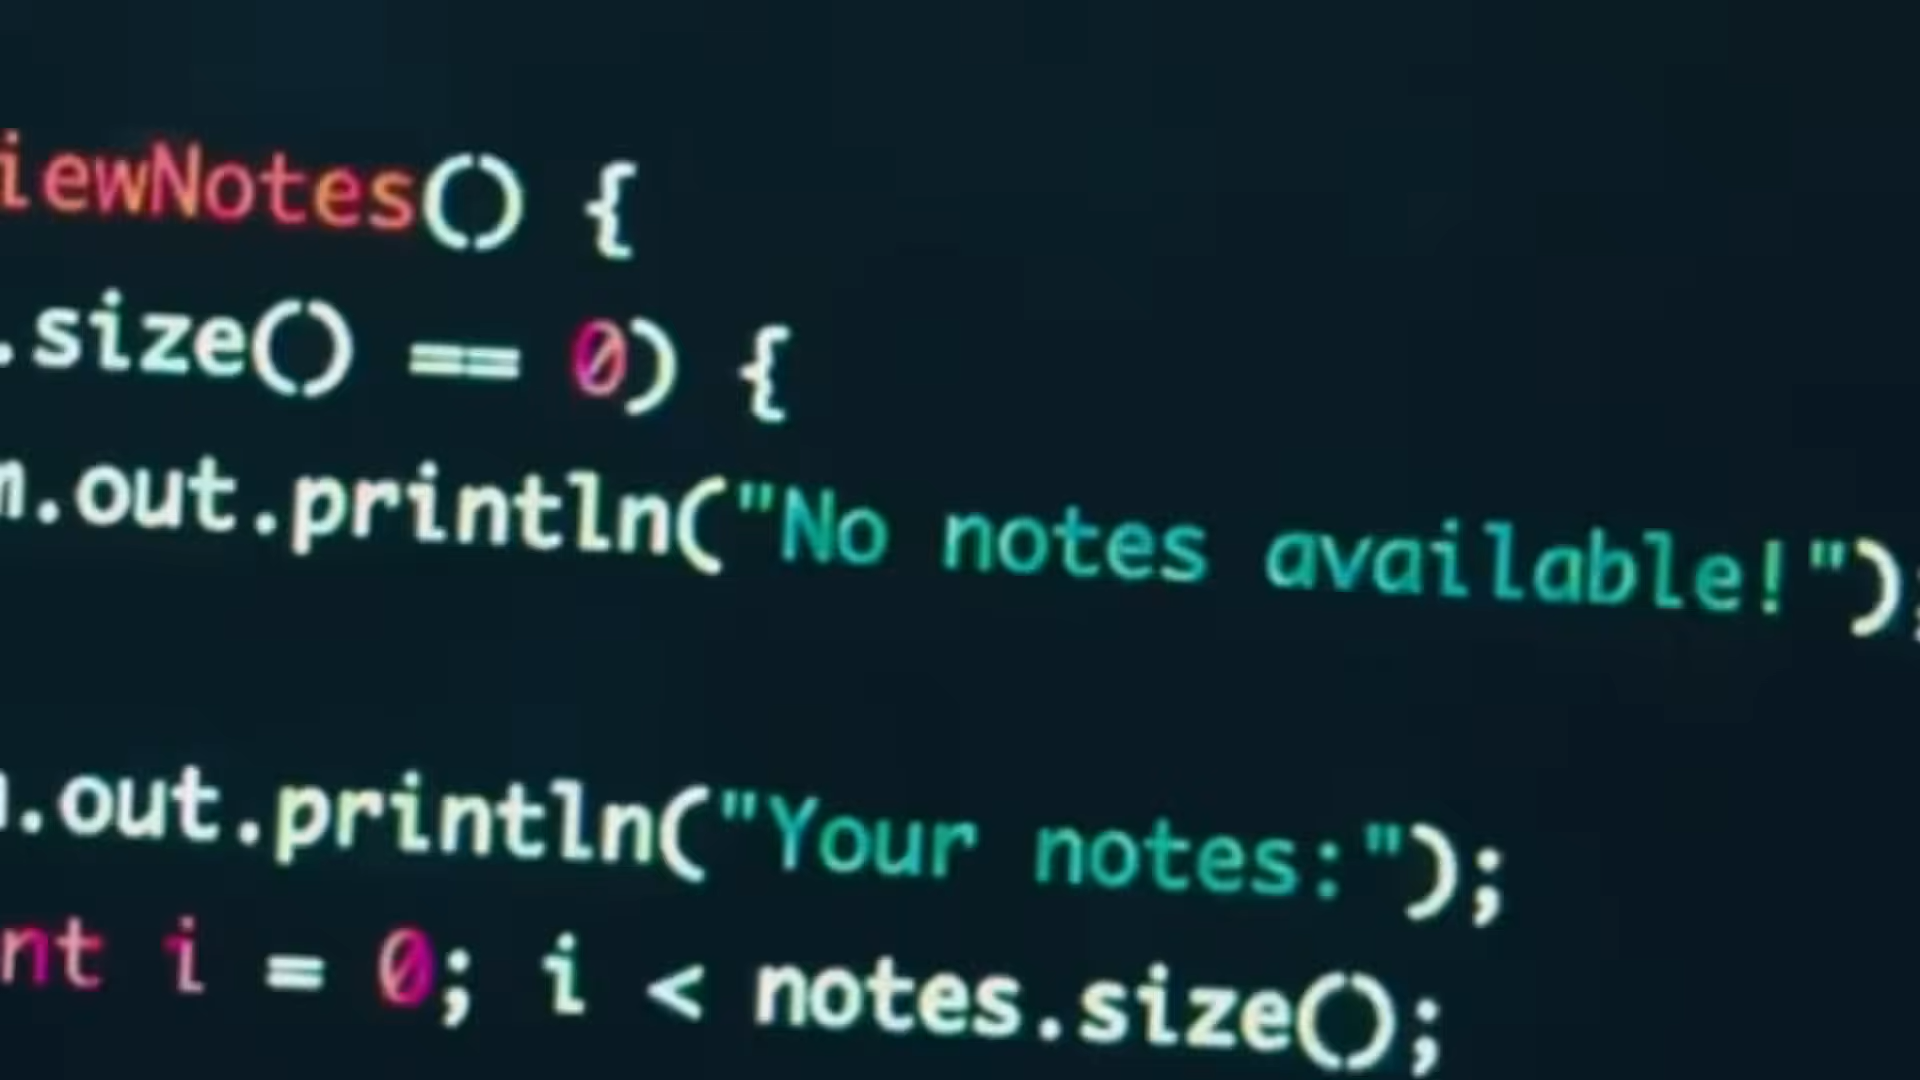 iewNotes() {
.size() == 0) {
m.out.println("No notes available!");
.out.println("Your notes:");
nt i = 0; i < notes.size();